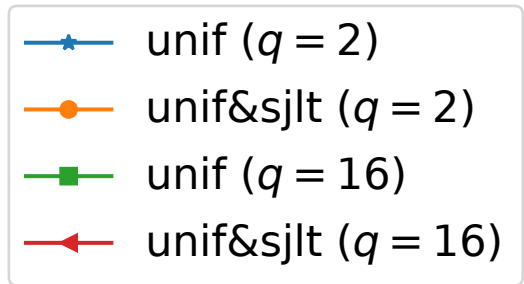 unif (q = 2)
unif&sjlt (q = 2)
unif (q = 16)
unif&sjlt (q = 16)